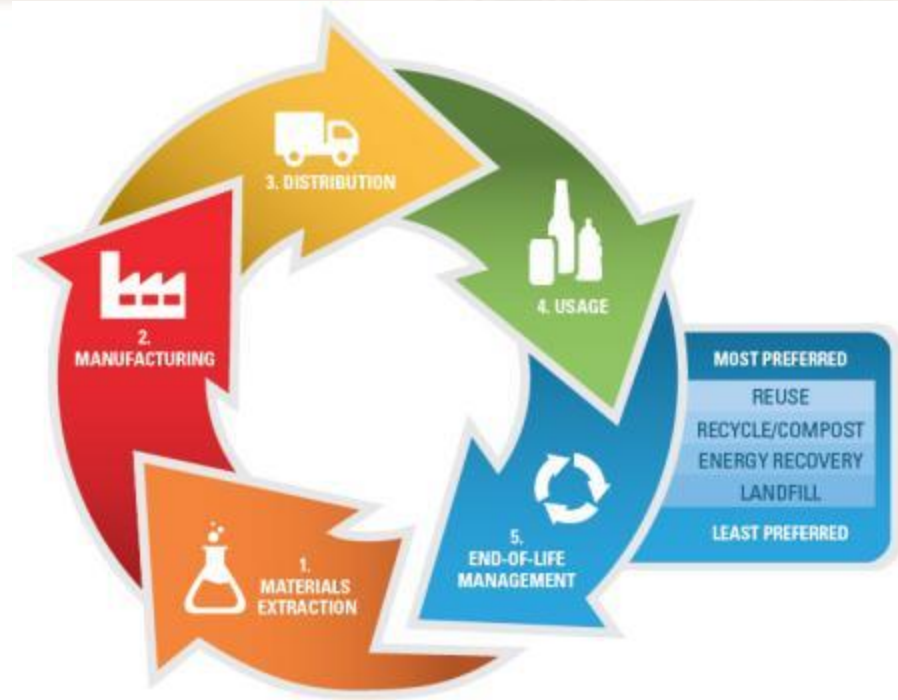 3. DISTRIBUTION
4. USAGE
2.
MANUFACTURING
MOST PREFERRED
REUSE
RECYCLE/COMPOST
ENERGY RECOVERY
LANDFILL
LEAST PREFERRED
5.
END-OF-LIFE
MANAGEMENT
1.
MATERIALS
EXTRACTION